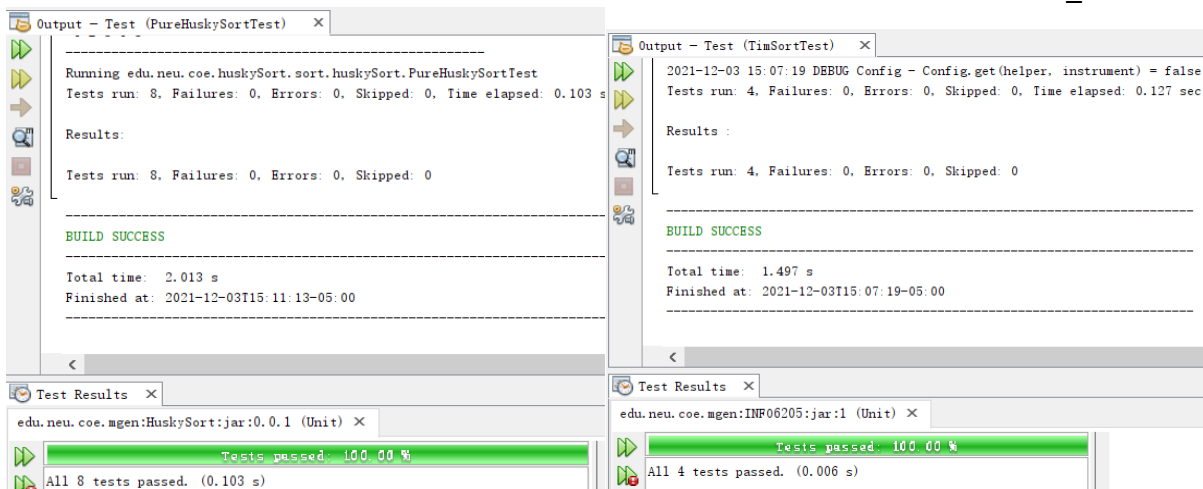 Output - Test (PureHuskySortTest) X
-------------------------------------------------------
Running edu.neu.coe.huskySort.sort.huskySort.PureHuskySortTest
Tests run: 8, Failures: 0, Errors: 0, Skipped: 0, Time elapsed: 0.103 s
Results:
Tests run: 8, Failures: 0, Errors: 0, Skipped: 0
------------------------------------------------------------------------
BUILD SUCCESS
------------------------------------------------------------------------
Total time: 2.013 s
Finished at: 2021-12-03T15:11:13-05:00
------------------------------------------------------------------------
Test Results X
edu.neu.coe.mgen:HuskySort:jar:0.0.1 (Unit) X
Tests passed: 100.00 %
All 8 tests passed. (0.103 s)
Output - Test (TimSortTest) X
2021-12-03 15:07:19 DEBUG Config - Config.get(helper, instrument) = false
Tests run: 4, Failures: 0, Errors: 0, Skipped: 0, Time elapsed: 0.127 sec
Results :
Tests run: 4, Failures: 0, Errors: 0, Skipped: 0
------------------------------------------------------------------------
BUILD SUCCESS
------------------------------------------------------------------------
Total time: 1.497 s
Finished at: 2021-12-03T15:07:19-05:00
------------------------------------------------------------------------
Test Results X
edu.neu.coe.mgen:INFO6205:jar:1 (Unit) X
Tests passed: 100.00 %
All 4 tests passed. (0.006 s)